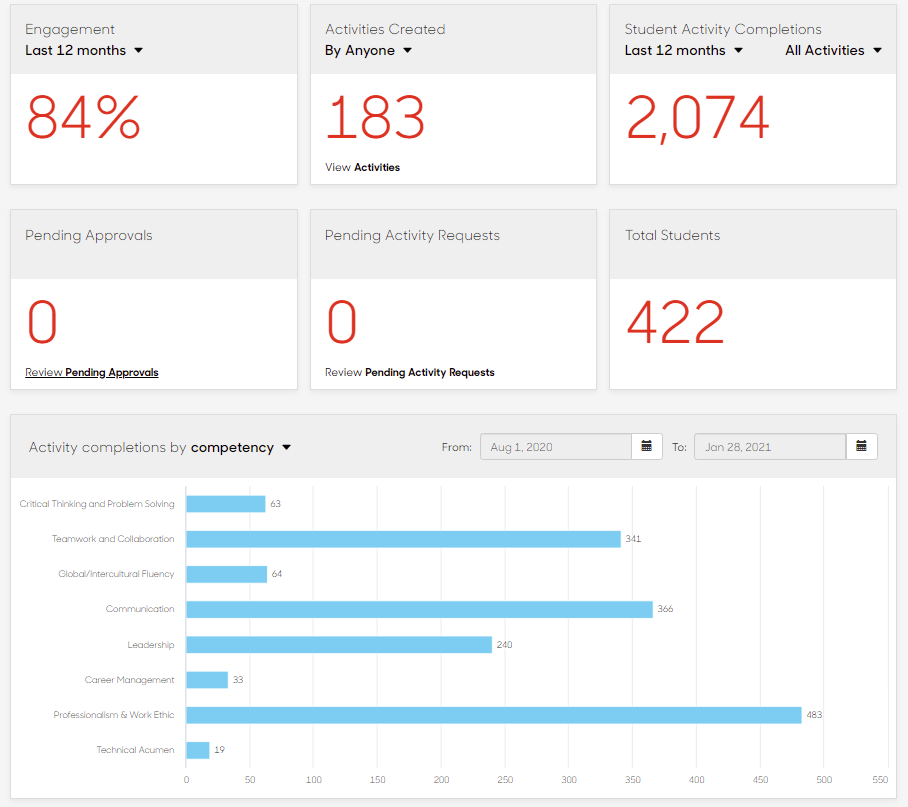 Engagement
Last 12 months
Activities Created
By Anyone
Student Activity Completions
Last 12 months All Activities
84%
183
View Activities
2,074
Pending Approvals
0
Review Pending Approvals
Pending Activity Requests
0
Review Pending Activity Requests
Total Students
422
Activity completions by competency
From: Aug 1, 2020 To: Jan 28, 2021
Critical Thinking and Problem Solving 63
Teamwork and Collaboration 341
Global/Intercultural Fluency 64
Communication 366
Leadership 240
Career Management 33
Professionalism & Work Ethic 483
Technical Acumen 19
0 50 100 150 200 250 300 350 400 450 500 550